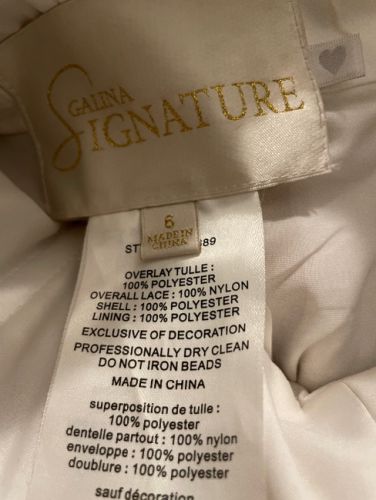 GALINA
SIGNATURE
6
MADE IN
CHINA
ST 389
OVERLAY TULLE :
100% POLYESTER
OVERALL LACE : 100% NYLON
SHELL : 100% POLYESTER
LINING : 100% POLYESTER
EXCLUSIVE OF DECORATION
PROFESSIONALLY DRY CLEAN
DO NOT IRON BEADS
MADE IN CHINA
superposition de tulle :
100% polyester
dentelle partout : 100% nylon
enveloppe : 100% polyester
doublure : 100% polyester
sauf décoration